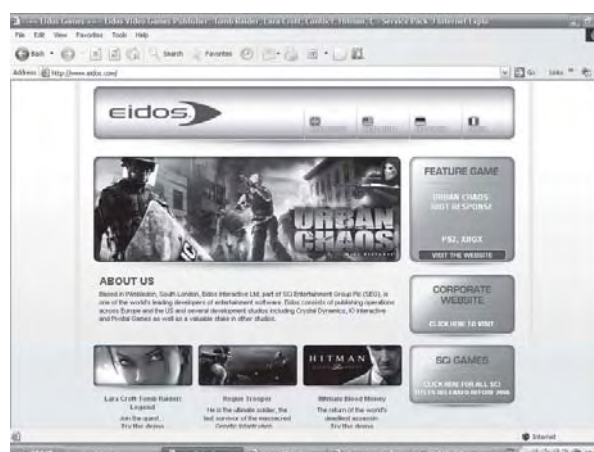 Eidos Games === Eidos Video Games Publisher: Tomb Raider, Lara Croft, Conflict, Hitman, C - Service Pack 3 Internet Explo
File Edit View Favorites Tools Help
Back Search Favorites
Address http://www.eidos.com/ Go Links
eidos
URBAN CHAOS
FEATURE GAME
URBAN CHAOS
RIOT RESPONSE
PS2, XBOX
VISIT THE WEBSITE
ABOUT US
Based in Wimbledon, South London, Eidos Interactive Ltd, part of SCi Entertainment Group Plc (SEG), is
one of the world's leading developers of entertainment software. Eidos consists of publishing operations
across Europe and the US and several development studios including Crystal Dynamics, IO Interactive
and Pivotal Games as well as a valuable stake in other studios.
CORPORATE
WEBSITE
CLICK HERE TO VISIT
HITMAN
Lara Croft Tomb Raider:
Legend
Join the quest.
Try the demo
Rogue Trooper
He is the ultimate soldier, the
last survivor of the massacred
Genetic Infantrymen
Hitman Blood Money
The return of the world's
deadliest assassin
Try the demo
SCI GAMES
CLICK HERE FOR ALL SCI
TITLES RELEASED BEFORE 2006
Internet